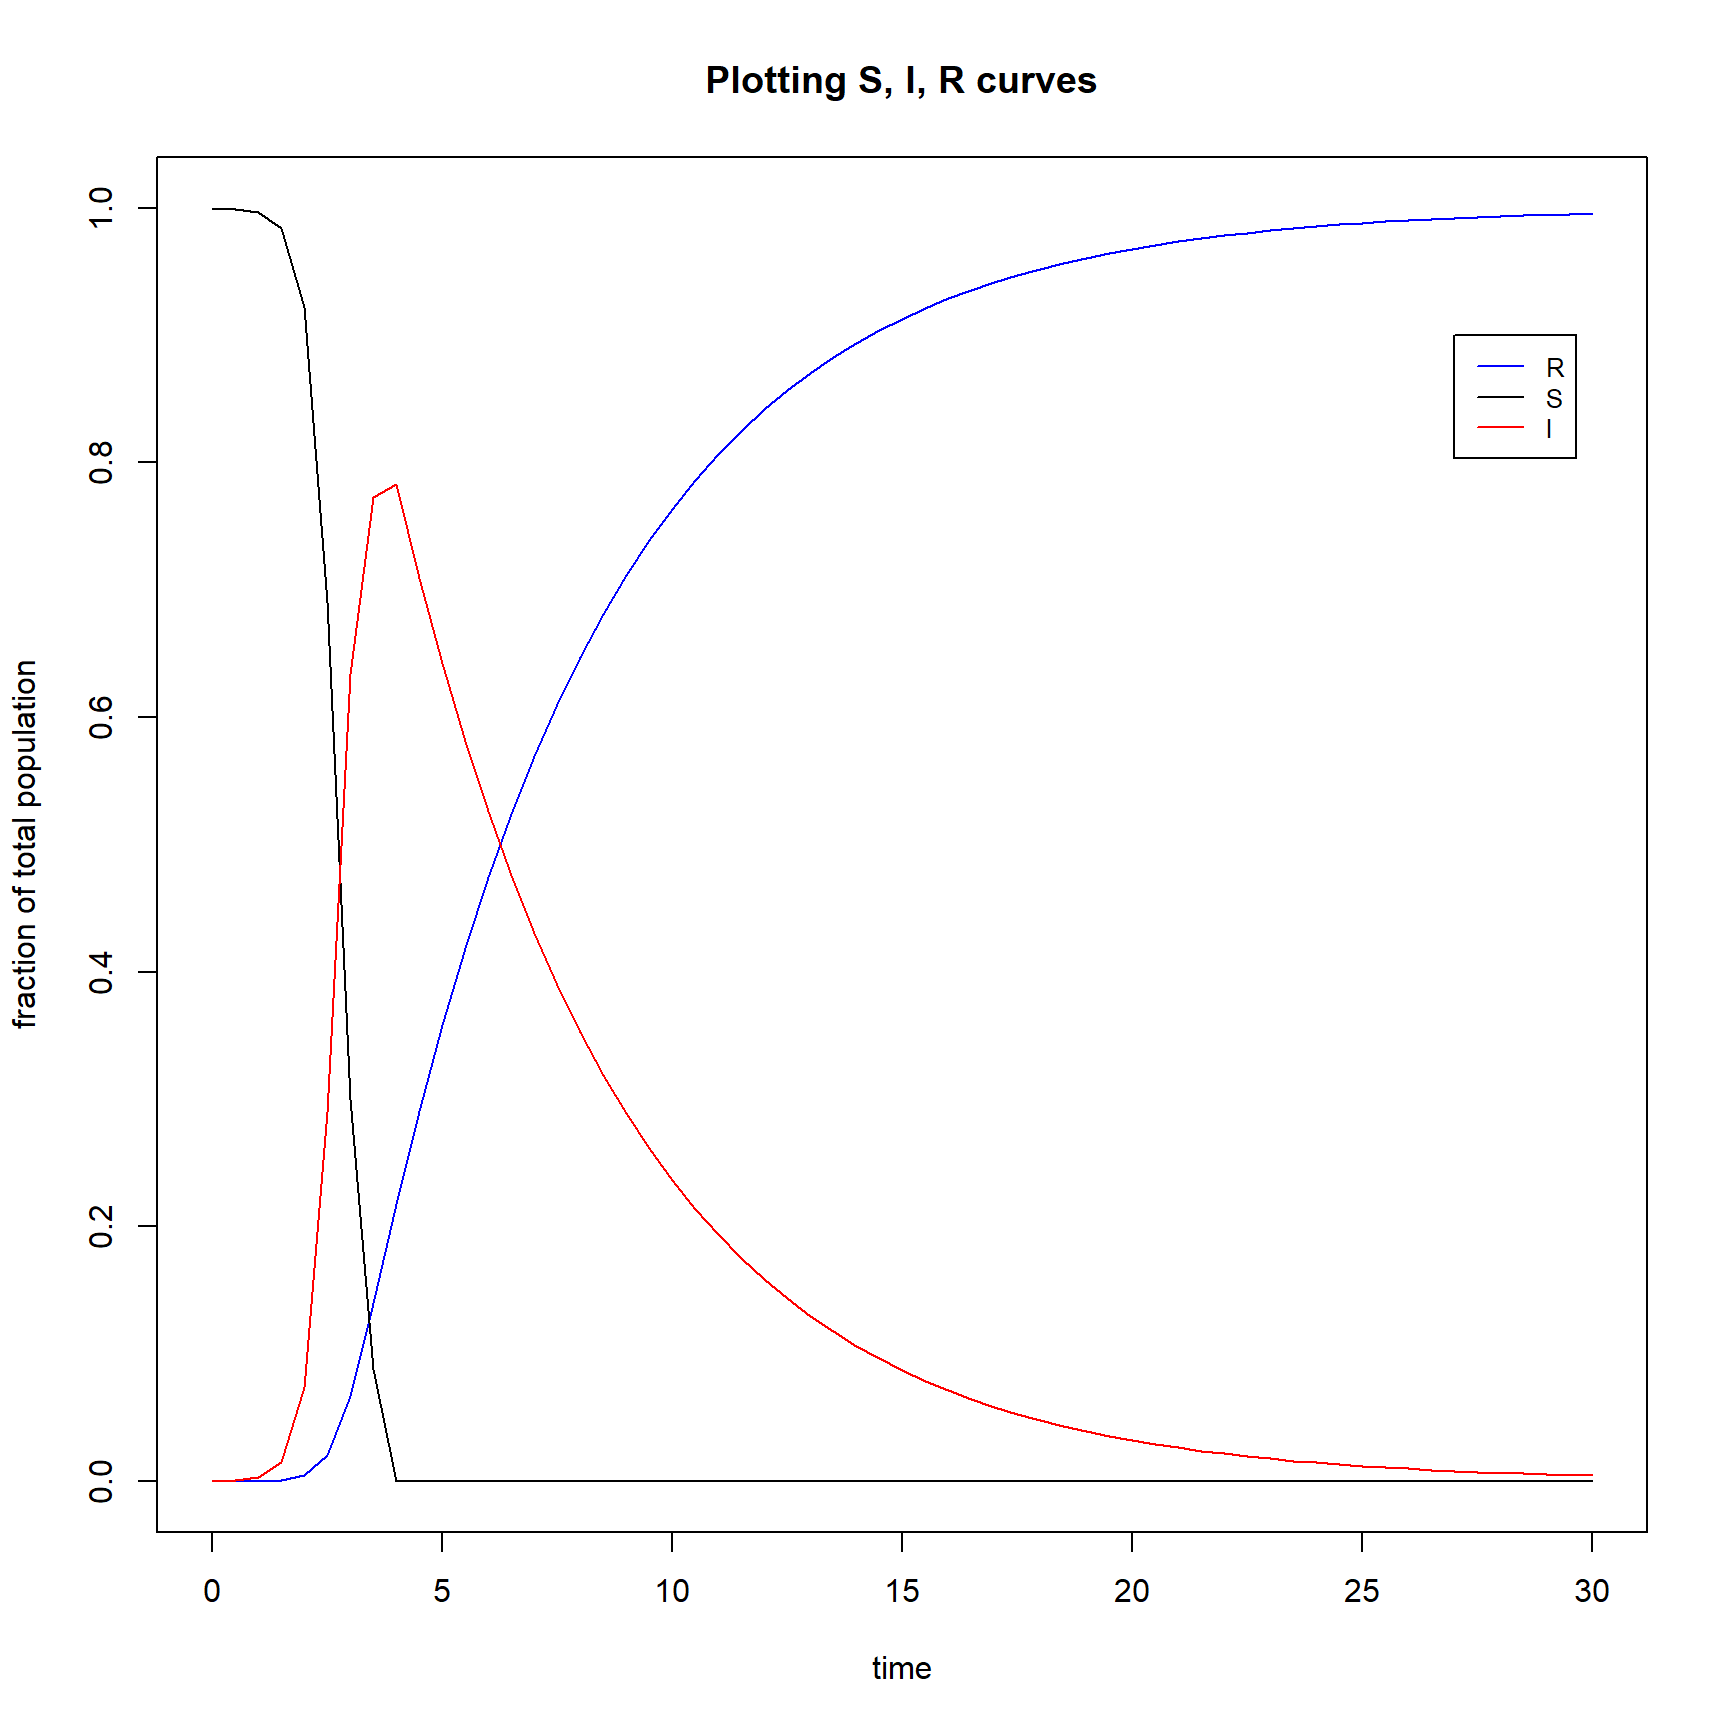 Plotting S, I, R curves
fraction of total population
1.0
0.8
0.6
0.4
0.2
0.0
R
S
I
0 5 10 15 20 25 30
time